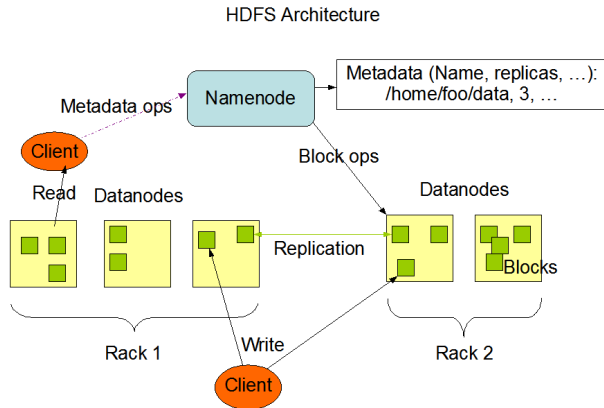 HDFS Architecture
Metadata (Name, replicas, ...):
/home/foo/data, 3, ...
Namenode
Metadata ops
Client
Block ops
Read
Datanodes
Datanodes
Replication
Blocks
Write
Rack 1
Rack 2
Client